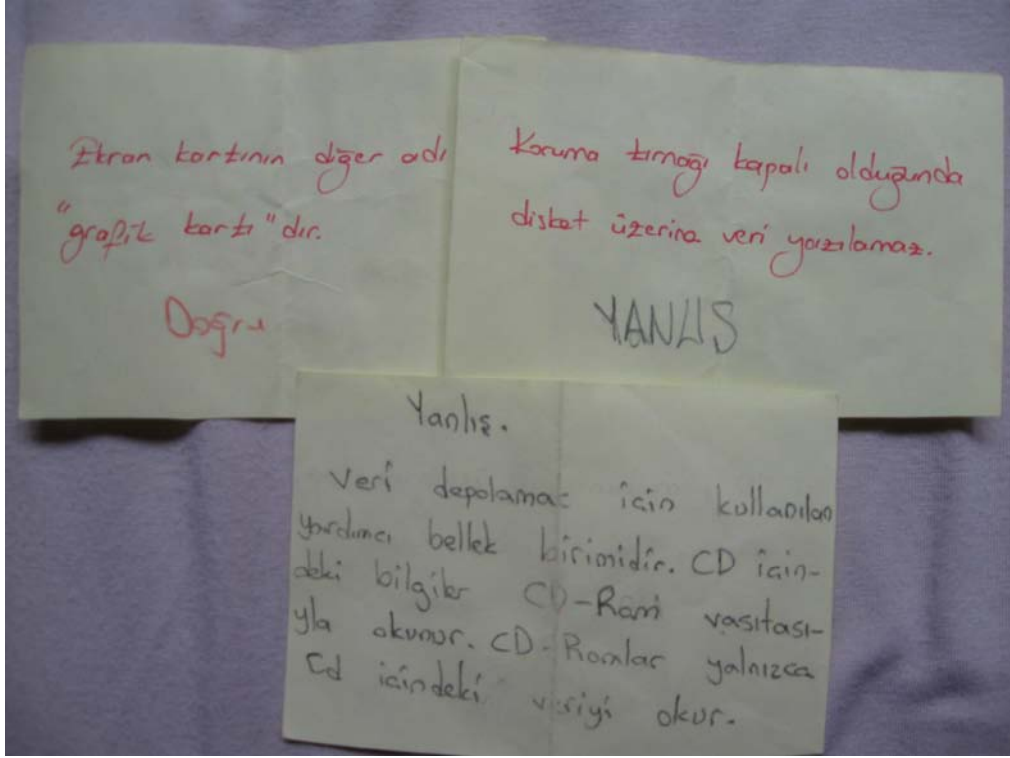 Ekran kartının diğer adı
"grafik kartı"dır.
Doğru
Koruma tırnağı kapalı olduğunda
disket üzerine veri yazılamaz.
YANLIŞ
Yanlış.
Veri depolamak için kullanılan
yardımcı bellek birimidir. CD için-
deki bilgiler CD-Rom vasıtası-
yla okunur. CD-Romlar yalnızca
Cd içindeki veriyi okur.